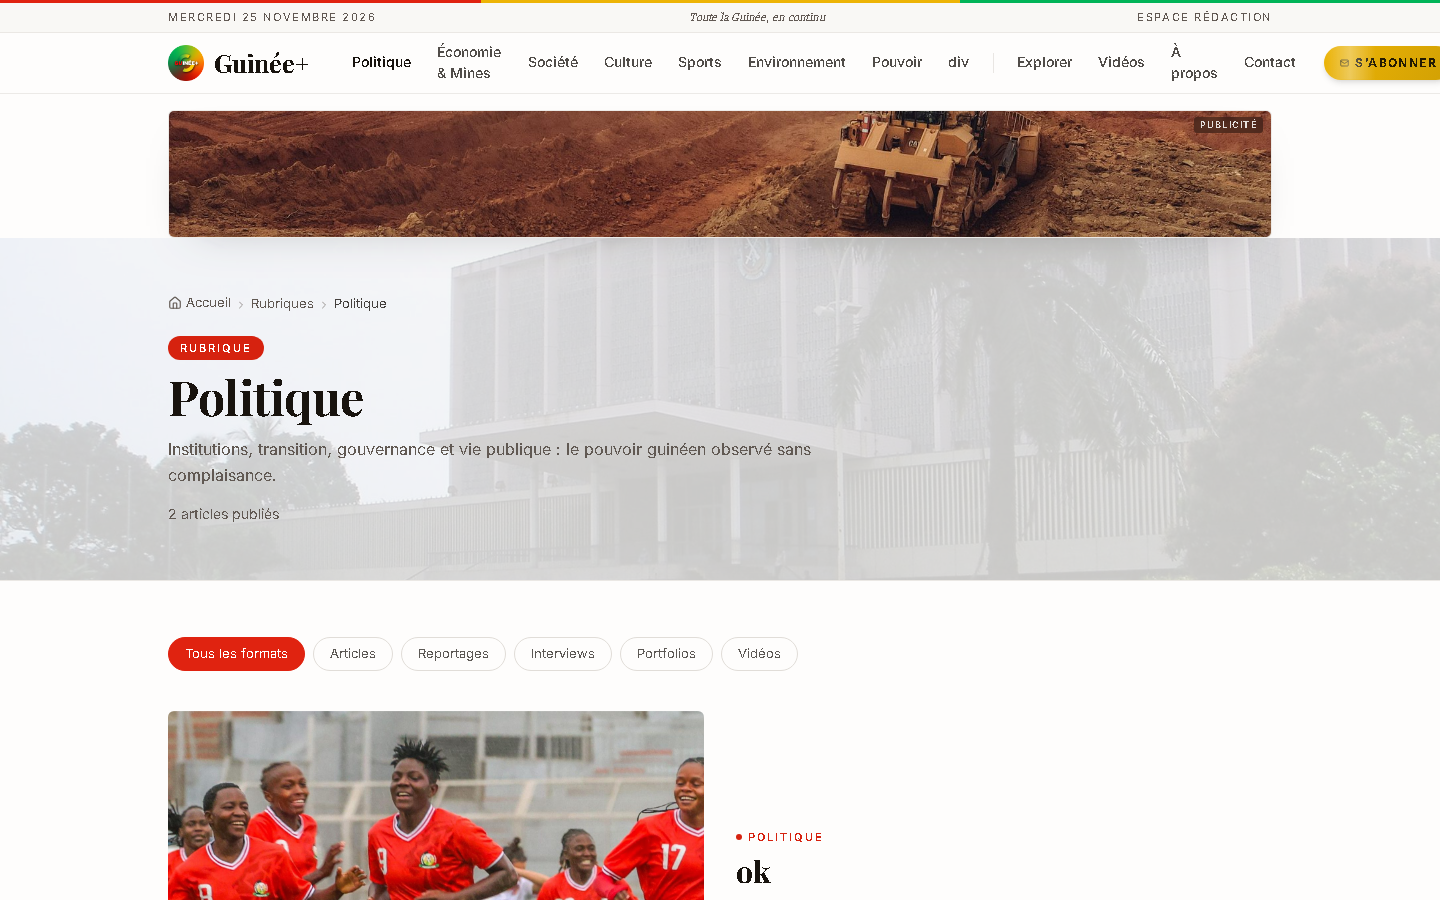 MERCREDI 25 NOVEMBRE 2026
Toute la Guinée, en continu
ESPACE RÉDACTION
Guinée+
Politique
Économie
& Mines
Société
Culture
Sports
Environnement
Pouvoir
div
Explorer
Vidéos
À
propos
Contact
S'ABONNER
PUBLICITÉ
Accueil › Rubriques › Politique
RUBRIQUE
Politique
Institutions, transition, gouvernance et vie publique : le pouvoir guinéen observé sans
complaisance.
2 articles publiés
Tous les formats
Articles
Reportages
Interviews
Portfolios
Vidéos
17
9
8
POLITIQUE
ok